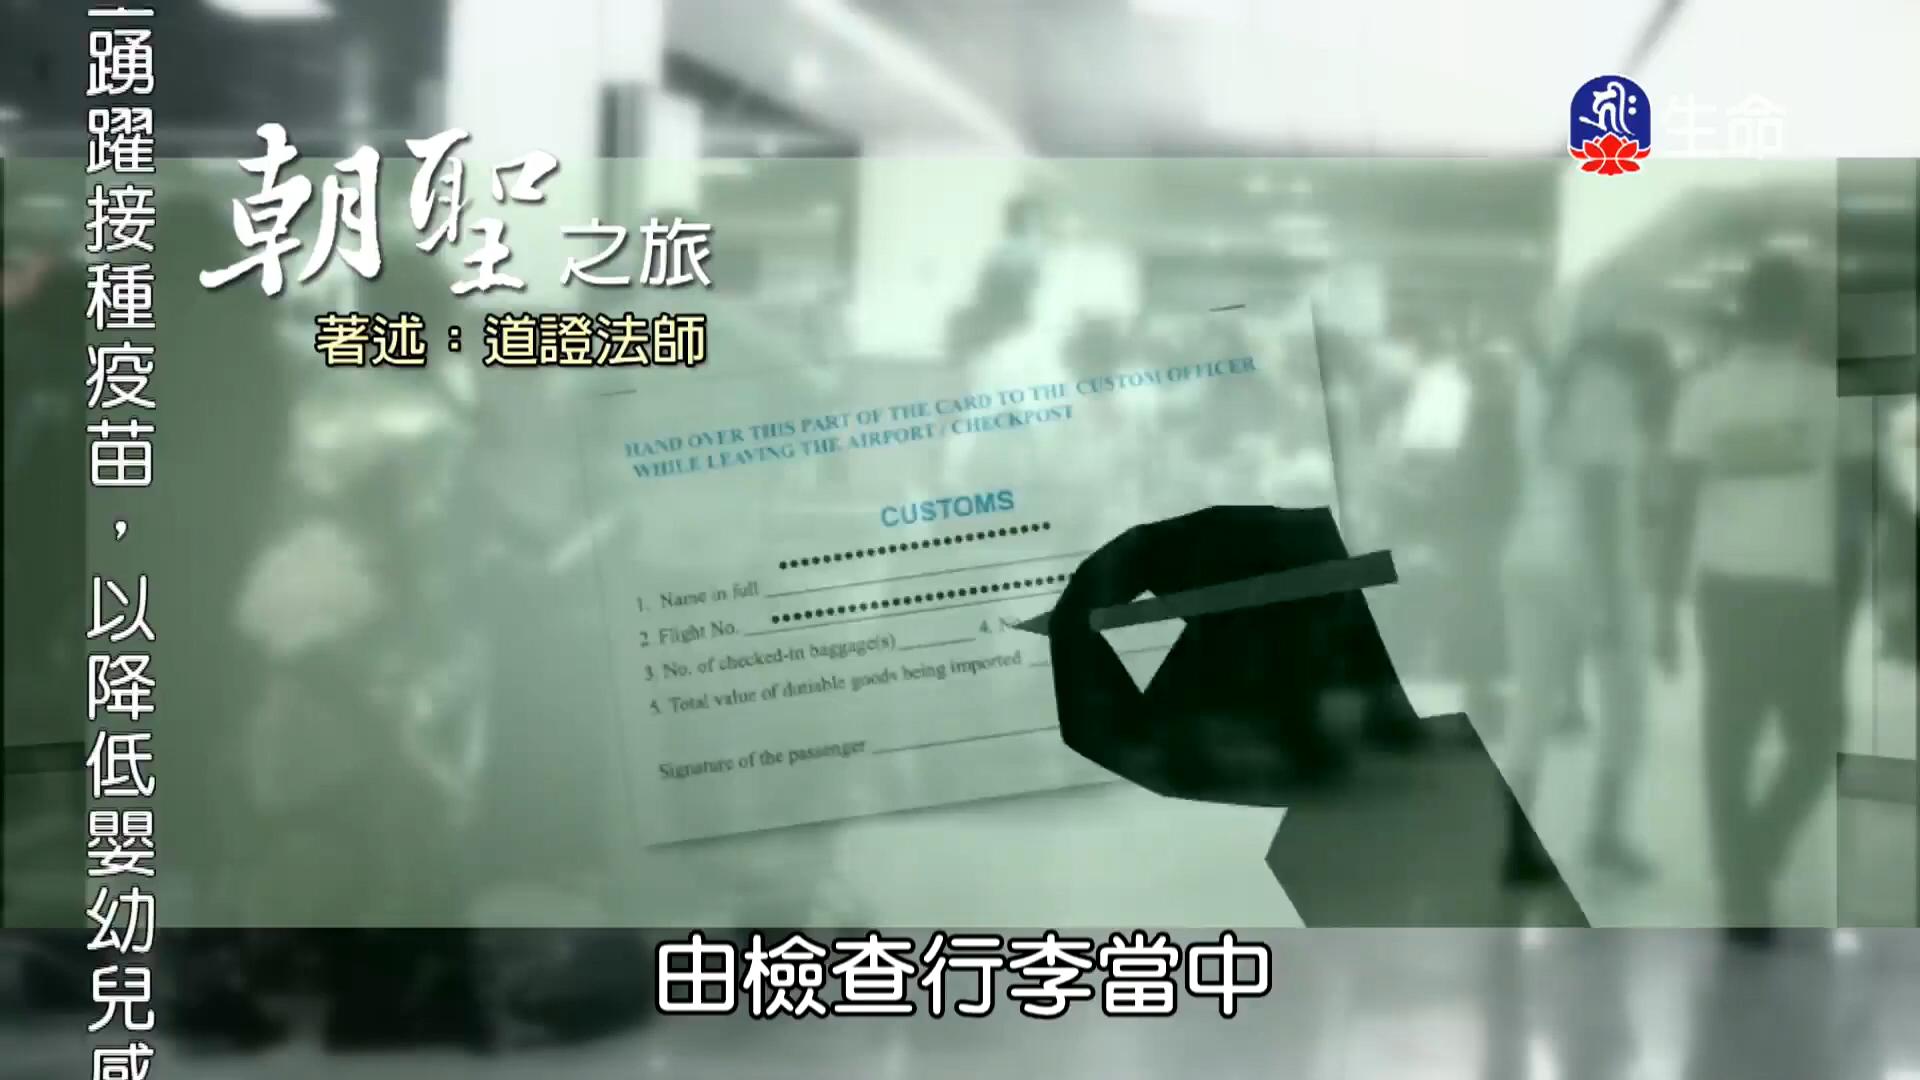 踴躍接種疫苗，以降低嬰幼兒感
生命
朝聖之旅
著述：道證法師
HAND OVER THIS PART OF THE CARD TO THE CUSTOM OFFICER
WHILE LEAVING THE AIRPORT / CHECKPOST
CUSTOMS
1. Name in full
2. Flight No.
3. No. of checked-in baggage(s) 4.
5. Total value of dutiable goods being imported
Signature of the passenger
由檢查行李當中